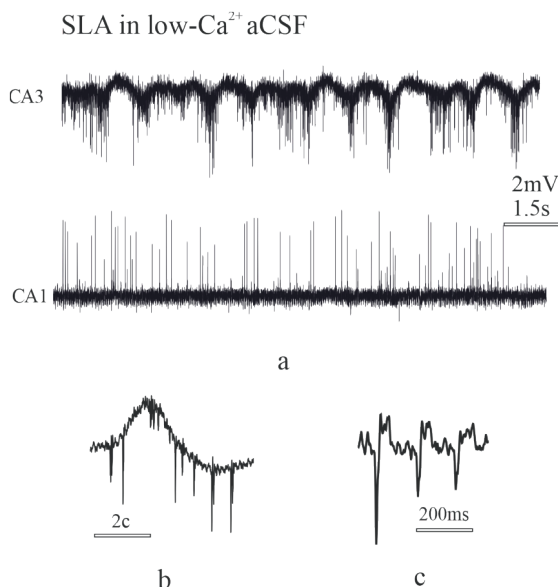 SLA in low-Ca²⁺ aCSF
CA3
2mV
1.5s
CA1
a
2c
200ms
b
c